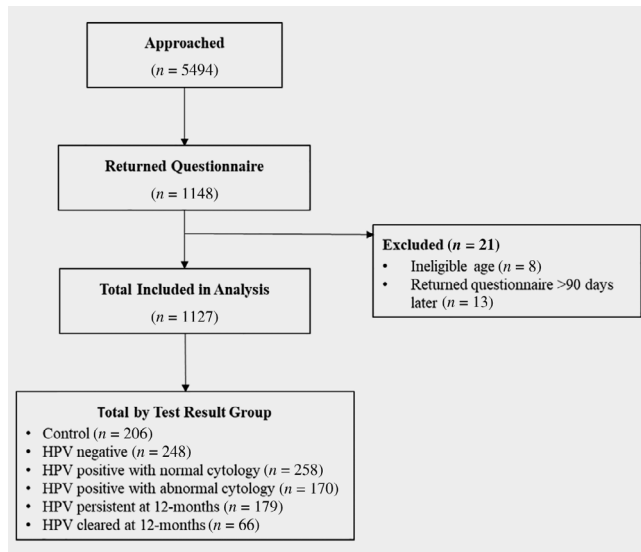 Approached
(n = 5494)
Returned Questionnaire
(n = 1148)
Excluded (n = 21)
• Ineligible age (n = 8)
• Returned questionnaire >90 days
later (n = 13)
Total Included in Analysis
(n = 1127)
Total by Test Result Group
• Control (n = 206)
• HPV negative (n = 248)
• HPV positive with normal cytology (n = 258)
• HPV positive with abnormal cytology (n = 170)
• HPV persistent at 12-months (n = 179)
• HPV cleared at 12-months (n = 66)